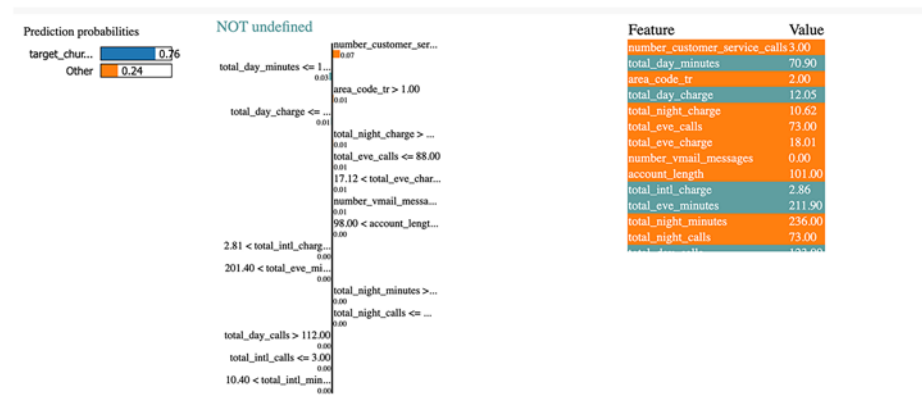 Prediction probabilities
target_chur... 0.76
Other 0.24
NOT undefined
number_customer_ser...
0.07
total_day_minutes <= 1...
0.03
area_code_tr > 1.00
0.01
total_day_charge <= ...
0.01
total_night_charge > ...
0.01
total_eve_calls <= 88.00
0.01
17.12 < total_eve_char...
0.01
number_vmail_messa...
0.01
98.00 < account_lengt...
0.00
2.81 < total_intl_charg...
0.00
201.40 < total_eve_mi...
0.00
total_night_minutes >...
0.00
total_night_calls <= ...
0.00
total_day_calls > 112.00
0.00
total_intl_calls <= 3.00
0.00
10.40 < total_intl_min...
0.00
Feature Value
number_customer_service_calls 3.00
total_day_minutes 70.90
area_code_tr 2.00
total_day_charge 12.05
total_night_charge 10.62
total_eve_calls 73.00
total_eve_charge 18.01
number_vmail_messages 0.00
account_length 101.00
total_intl_charge 2.86
total_eve_minutes 211.90
total_night_minutes 236.00
total_night_calls 73.00